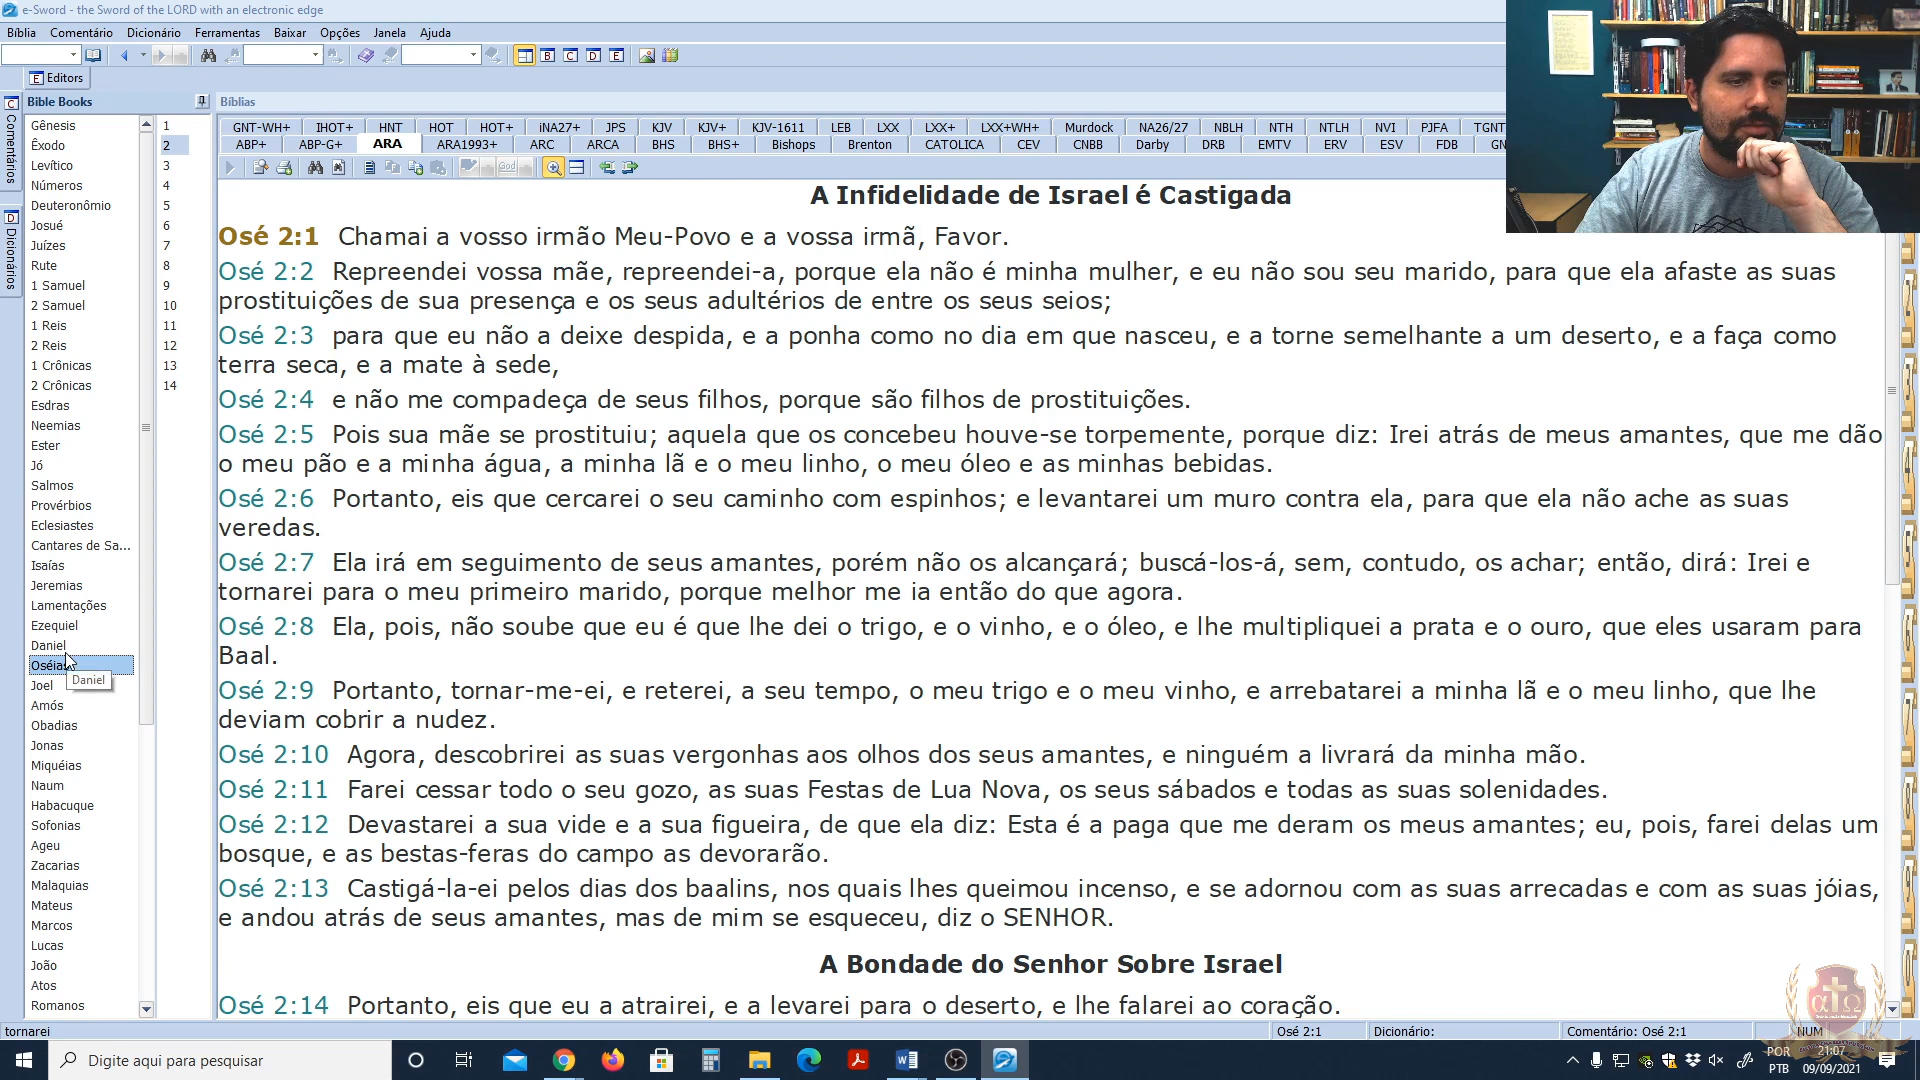 e-Sword - the Sword of the LORD with an electronic edge
Bíblia Comentário Dicionário Ferramentas Baixar Opções Janela Ajuda
B C D E
E Editors
Bible Books
Bíblias
C Comentários
D Dicionários
GNT-WH+ IHOT+ HNT HOT HOT+ iNA27+ JPS KJV KJV+ KJV-1611 LEB LXX LXX+ LXX+WH+ Murdock NA26/27 NBLH NTH NTLH NVI PJFA TGNT
ABP+ ABP-G+ ARA ARA1993+ ARC ARCA BHS BHS+ Bishops Brenton CATOLICA CEV CNBB Darby DRB EMTV ERV ESV FDB GN
Gênesis 1
Êxodo 2
Levítico 3
Números 4
Deuteronômio 5
Josué 6
Juízes 7
Rute 8
1 Samuel 9
2 Samuel 10
1 Reis 11
2 Reis 12
1 Crônicas 13
2 Crônicas 14
Esdras
Neemias
Ester
Jó
Salmos
Provérbios
Eclesiastes
Cantares de Sa...
Isaías
Jeremias
Lamentações
Ezequiel
Daniel
Oséias
Daniel
Joel
Amós
Obadias
Jonas
Miquéias
Naum
Habacuque
Sofonias
Ageu
Zacarias
Malaquias
Mateus
Marcos
Lucas
João
Atos
Romanos
A Infidelidade de Israel é Castigada
Osé 2:1 Chamai a vosso irmão Meu-Povo e a vossa irmã, Favor.
Osé 2:2 Repreendei vossa mãe, repreendei-a, porque ela não é minha mulher, e eu não sou seu marido, para que ela afaste as suas
prostituições de sua presença e os seus adultérios de entre os seus seios;
Osé 2:3 para que eu não a deixe despida, e a ponha como no dia em que nasceu, e a torne semelhante a um deserto, e a faça como
terra seca, e a mate à sede,
Osé 2:4 e não me compadeça de seus filhos, porque são filhos de prostituições.
Osé 2:5 Pois sua mãe se prostituiu; aquela que os concebeu houve-se torpemente, porque diz: Irei atrás de meus amantes, que me dão
o meu pão e a minha água, a minha lã e o meu linho, o meu óleo e as minhas bebidas.
Osé 2:6 Portanto, eis que cercarei o seu caminho com espinhos; e levantarei um muro contra ela, para que ela não ache as suas
veredas.
Osé 2:7 Ela irá em seguimento de seus amantes, porém não os alcançará; buscá-los-á, sem, contudo, os achar; então, dirá: Irei e
tornarei para o meu primeiro marido, porque melhor me ia então do que agora.
Osé 2:8 Ela, pois, não soube que eu é que lhe dei o trigo, e o vinho, e o óleo, e lhe multipliquei a prata e o ouro, que eles usaram para
Baal.
Osé 2:9 Portanto, tornar-me-ei, e reterei, a seu tempo, o meu trigo e o meu vinho, e arrebatarei a minha lã e o meu linho, que lhe
deviam cobrir a nudez.
Osé 2:10 Agora, descobrirei as suas vergonhas aos olhos dos seus amantes, e ninguém a livrará da minha mão.
Osé 2:11 Farei cessar todo o seu gozo, as suas Festas de Lua Nova, os seus sábados e todas as suas solenidades.
Osé 2:12 Devastarei a sua vide e a sua figueira, de que ela diz: Esta é a paga que me deram os meus amantes; eu, pois, farei delas um
bosque, e as bestas-feras do campo as devorarão.
Osé 2:13 Castigá-la-ei pelos dias dos baalins, nos quais lhes queimou incenso, e se adornou com as suas arrecadas e com as suas jóias,
e andou atrás de seus amantes, mas de mim se esqueceu, diz o SENHOR.
A Bondade do Senhor Sobre Israel
Osé 2:14 Portanto, eis que eu a atrairei, e a levarei para o deserto, e lhe falarei ao coração.
α Ω
tornarei Osé 2:1 Dicionário: Comentário: Osé 2:1 NUM
Digite aqui para pesquisar
POR 21:07
PTB 09/09/2021